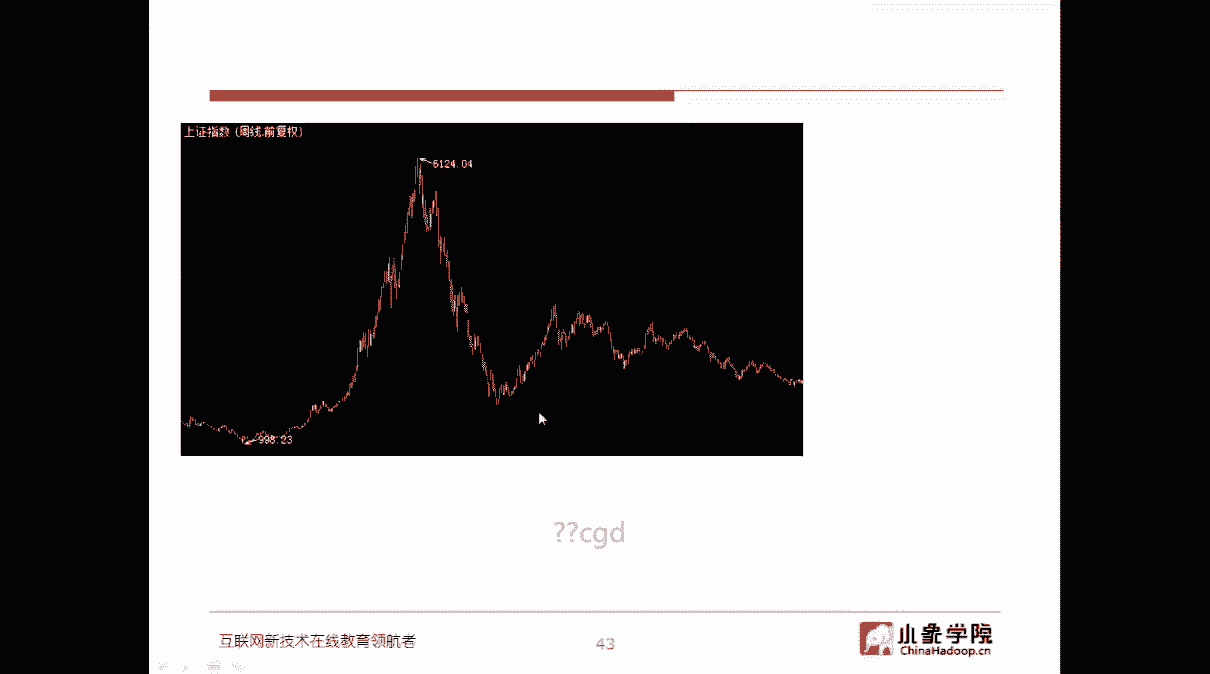 上证指数 (周线.前复权)
6124.04
998.23
??cgd
互联网新技术在线教育领航者
43
小象学院
ChinaHadoop.cn